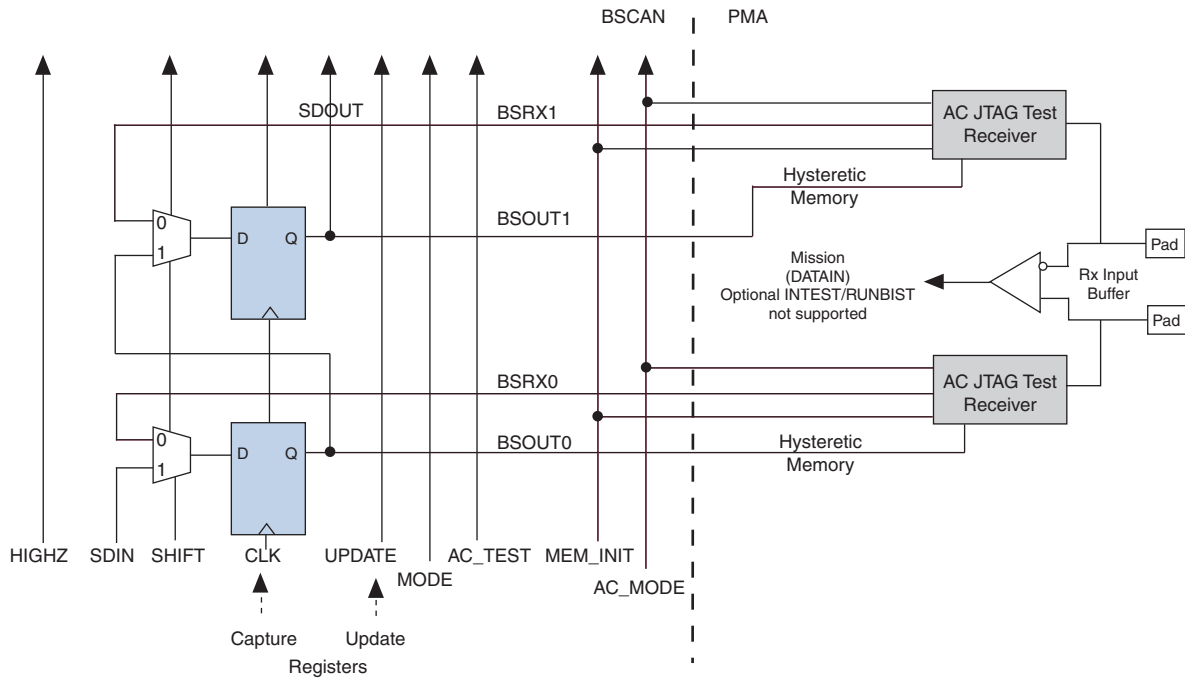 BSCAN
PMA
SDOUT
BSRX1
AC JTAG Test
Receiver
Hysteretic
Memory
0
1
D
Q
BSOUT1
Pad
Mission
(DATAIN)
Optional INTEST/RUNBIST
not supported
Rx Input
Buffer
Pad
BSRX0
AC JTAG Test
Receiver
0
1
D
Q
BSOUT0
Hysteretic
Memory
HIGHZ
SDIN
SHIFT
CLK
UPDATE
MODE
AC_TEST
MEM_INIT
AC_MODE
Capture
Update
Registers